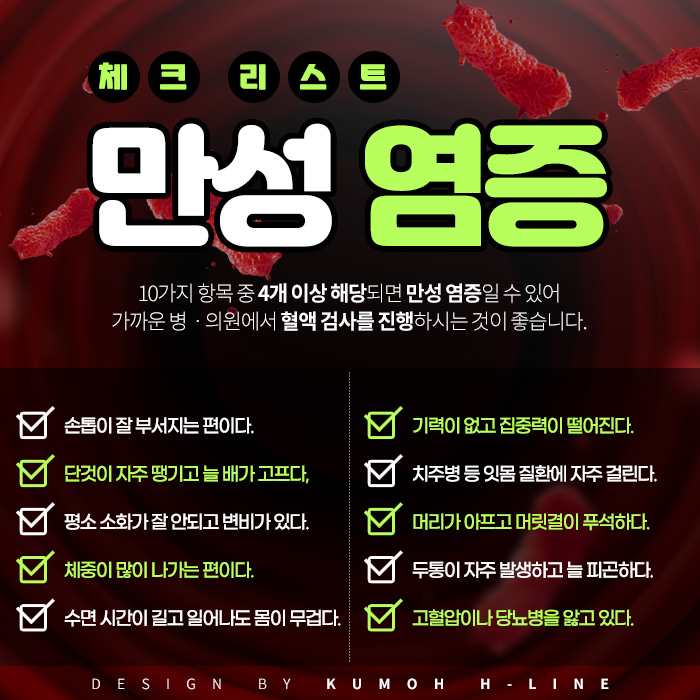 체크 리스트
만성 염증
10가지 항목 중 4개 이상 해당되면 만성 염증일 수 있어
가까운 병 · 의원에서 혈액 검사를 진행하시는 것이 좋습니다.
손톱이 잘 부서지는 편이다.
단것이 자주 땡기고 늘 배가 고프다,
평소 소화가 잘 안되고 변비가 있다.
체중이 많이 나가는 편이다.
수면 시간이 길고 일어나도 몸이 무겁다.
기력이 없고 집중력이 떨어진다.
치주병 등 잇몸 질환에 자주 걸린다.
머리가 아프고 머릿결이 푸석하다.
두통이 자주 발생하고 늘 피곤하다.
고혈압이나 당뇨병을 앓고 있다.
DESIGN BY KUMOH H-LINE